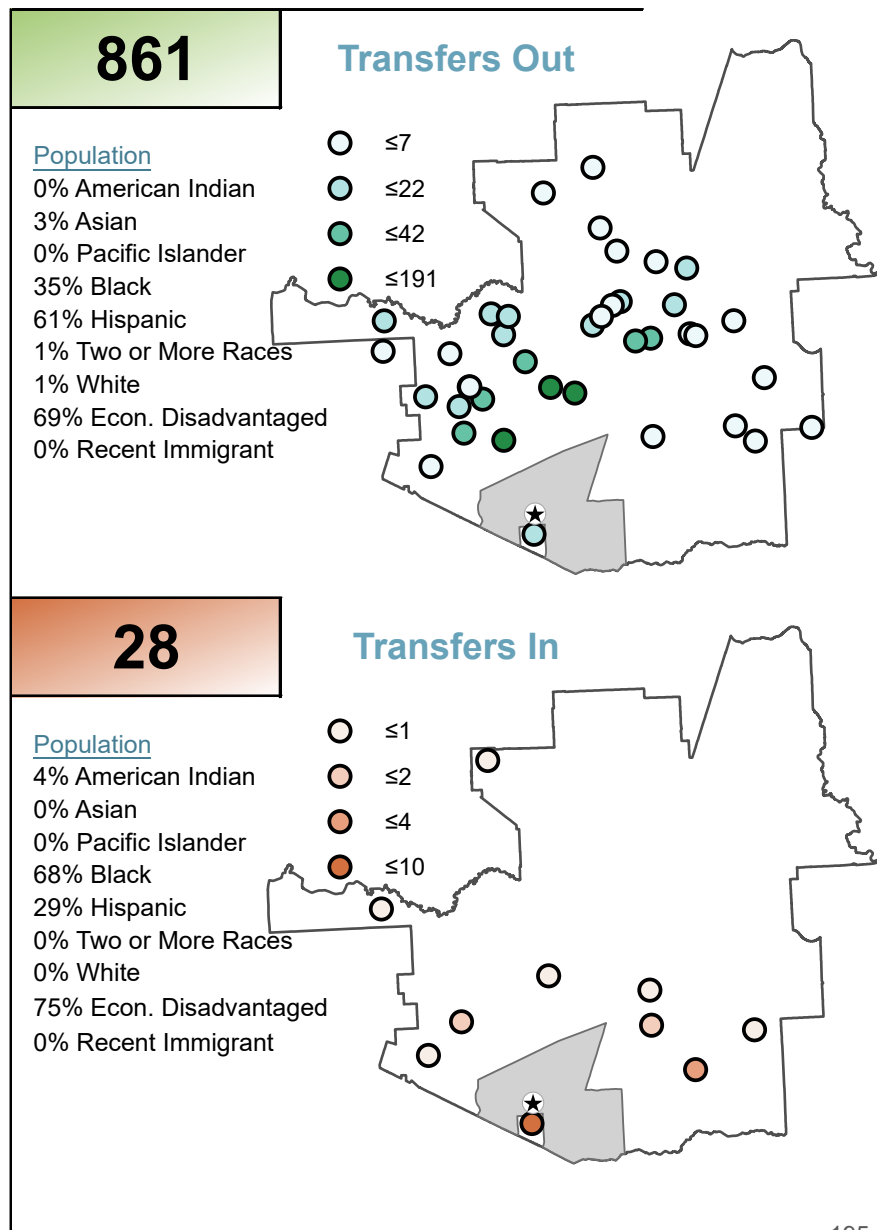 861
Transfers Out
Population
0% American Indian
3% Asian
0% Pacific Islander
35% Black
61% Hispanic
1% Two or More Races
1% White
69% Econ. Disadvantaged
0% Recent Immigrant
≤7
≤22
≤42
≤191
28
Transfers In
Population
4% American Indian
0% Asian
0% Pacific Islander
68% Black
29% Hispanic
0% Two or More Races
0% White
75% Econ. Disadvantaged
0% Recent Immigrant
≤1
≤2
≤4
≤10